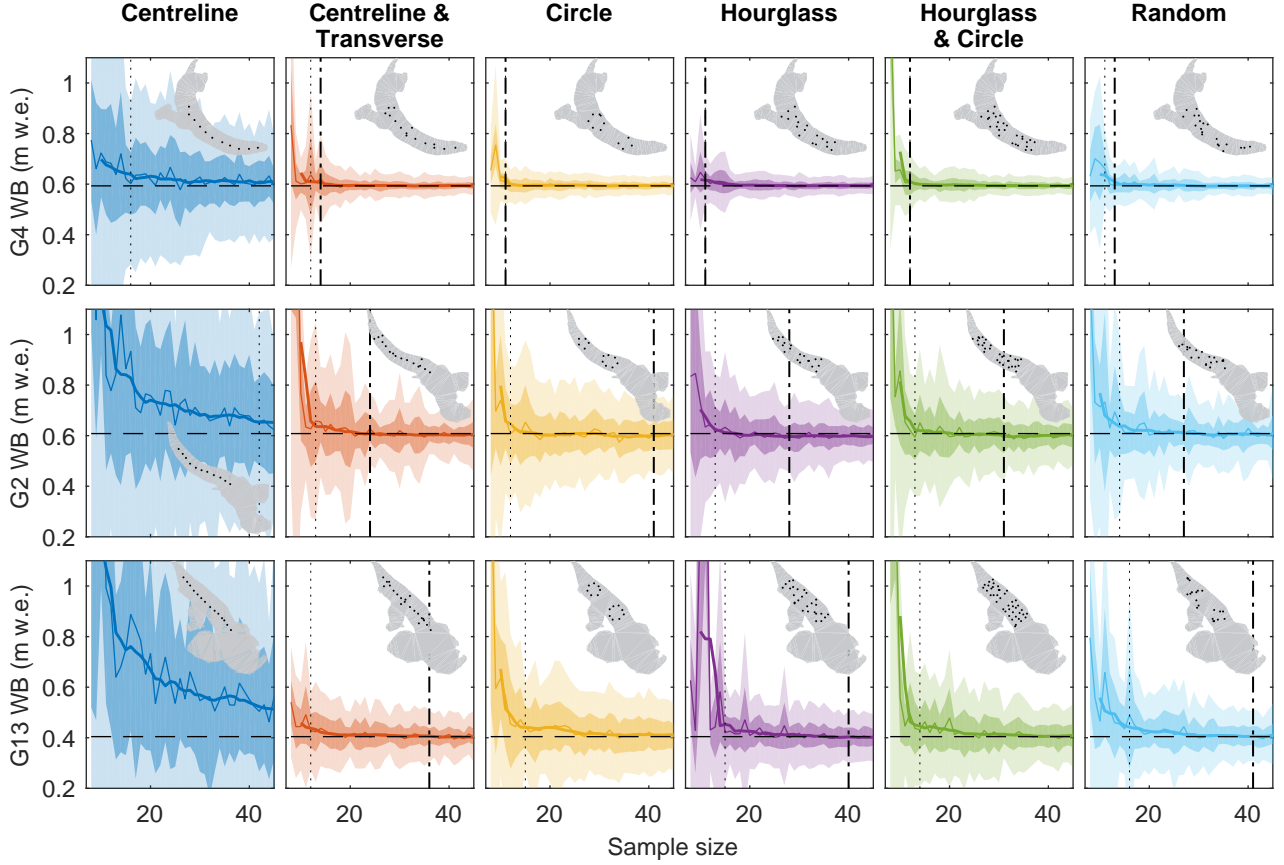 Centreline
Centreline &
Transverse
Circle
Hourglass
Hourglass
& Circle
Random
G4 WB (m w.e.)
1
0.8
0.6
0.4
0.2
G2 WB (m w.e.)
1
0.8
0.6
0.4
0.2
G13 WB (m w.e.)
1
0.8
0.6
0.4
0.2
20 40 20 40 20 40 20 40 20 40 20 40
Sample size